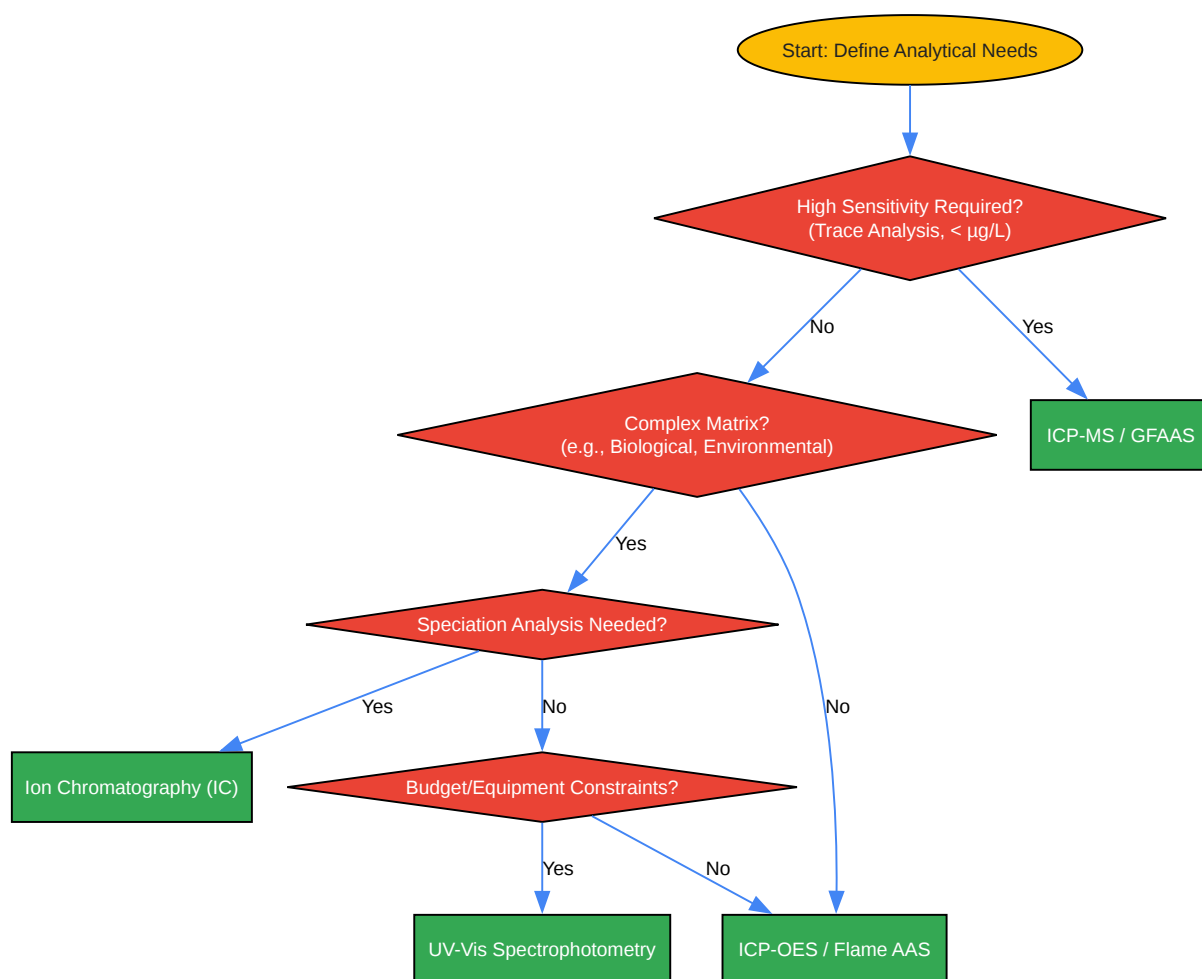 Start: Define Analytical Needs
High Sensitivity Required?
(Trace Analysis, < µg/L)
No
Yes
Complex Matrix?
(e.g., Biological, Environmental)
ICP-MS / GFAAS
Yes
No
Speciation Analysis Needed?
Yes
No
Ion Chromatography (IC)
Budget/Equipment Constraints?
Yes
No
UV-Vis Spectrophotometry
ICP-OES / Flame AAS